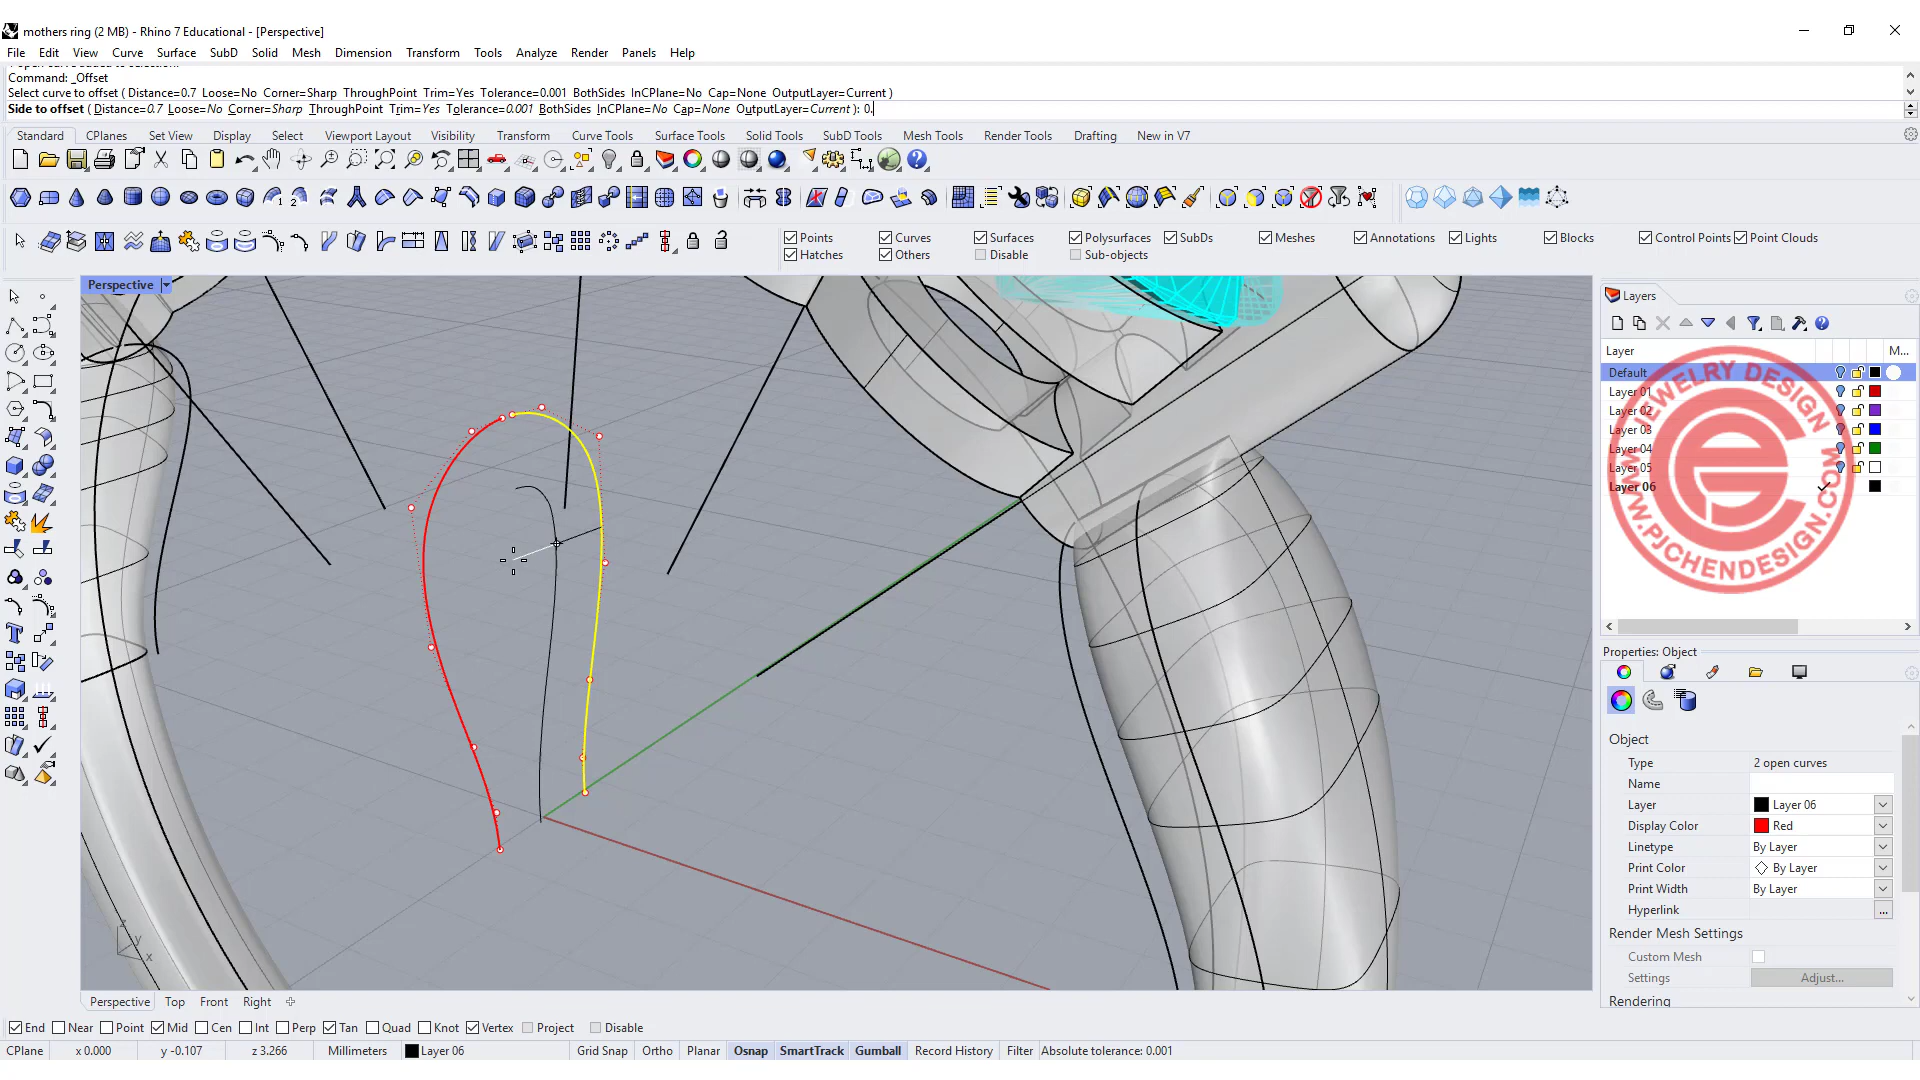 mothers ring (2 MB) - Rhino 7 Educational - [Perspective]
File Edit View Curve Surface SubD Solid Mesh Dimension Transform Tools Analyze Render Panels Help
Command: _Offset
Select curve to offset ( Distance=0.7 Loose=No Corner=Sharp ThroughPoint Trim=Yes Tolerance=0.001 BothSides InCPlane=No Cap=None OutputLayer=Current )
Side to offset ( Distance=0.7 Loose=No Corner=Sharp ThroughPoint Trim=Yes Tolerance=0.001 BothSides InCPlane=No Cap=None OutputLayer=Current ): 0.
Standard CPlanes Set View Display Select Viewport Layout Visibility Transform Curve Tools Surface Tools Solid Tools SubD Tools Mesh Tools Render Tools Drafting New in V7
Points Curves Surfaces Polysurfaces SubDs Meshes Annotations Lights Blocks Control Points Point Clouds
Hatches Others Disable Sub-objects
Perspective
Layers
Layer M...
Default
Layer 01
Layer 02
Layer 03
Layer 04
Layer 05
Layer 06
JEWELRY DESIGN
WWW.PJCHENDESIGN.COM
Properties: Object
Object
Type 2 open curves
Name
Layer Layer 06
Display Color Red
Linetype By Layer
Print Color By Layer
Print Width By Layer
Hyperlink ...
Render Mesh Settings
Custom Mesh
Settings Adjust...
Rendering
z
y
x
Perspective Top Front Right
End Near Point Mid Cen Int Perp Tan Quad Knot Vertex Project Disable
CPlane x 0.000 y -0.107 z 3.266 Millimeters Layer 06 Grid Snap Ortho Planar Osnap SmartTrack Gumball Record History Filter Absolute tolerance: 0.001